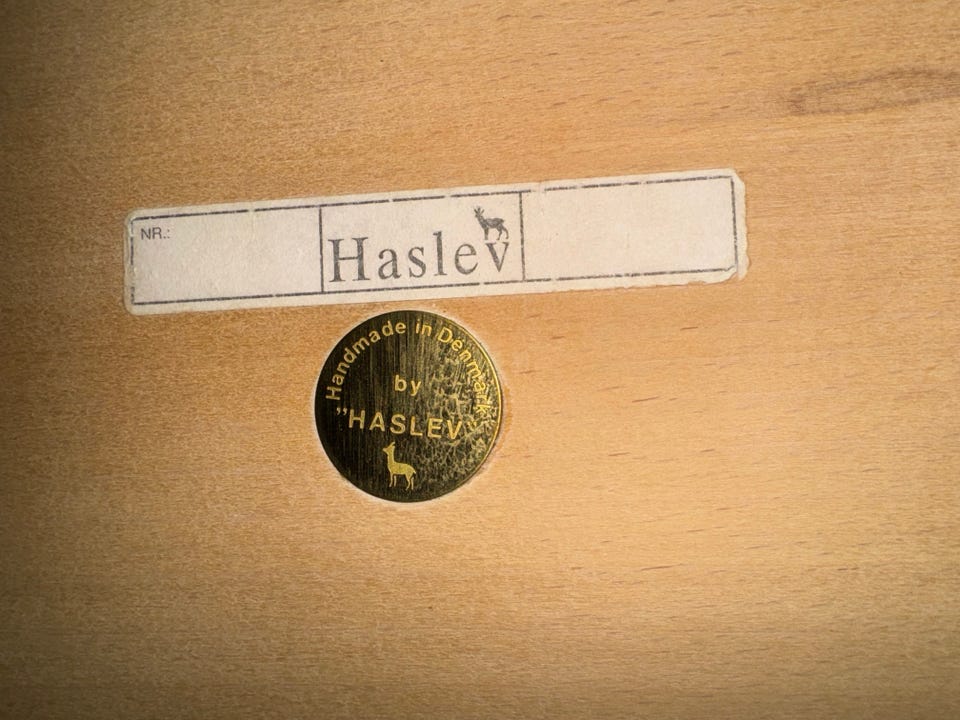 NR.:
Haslev
Handmade in Denmark
by
"HASLEV"